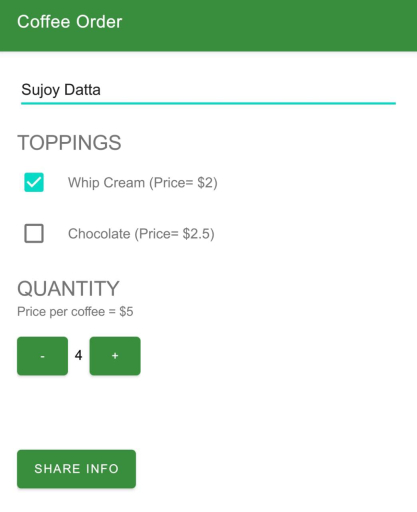 Coffee Order
Sujoy Datta
TOPPINGS
Whip Cream (Price= $2)
Chocolate (Price= $2.5)
QUANTITY
Price per coffee = $5
- 4 +
SHARE INFO